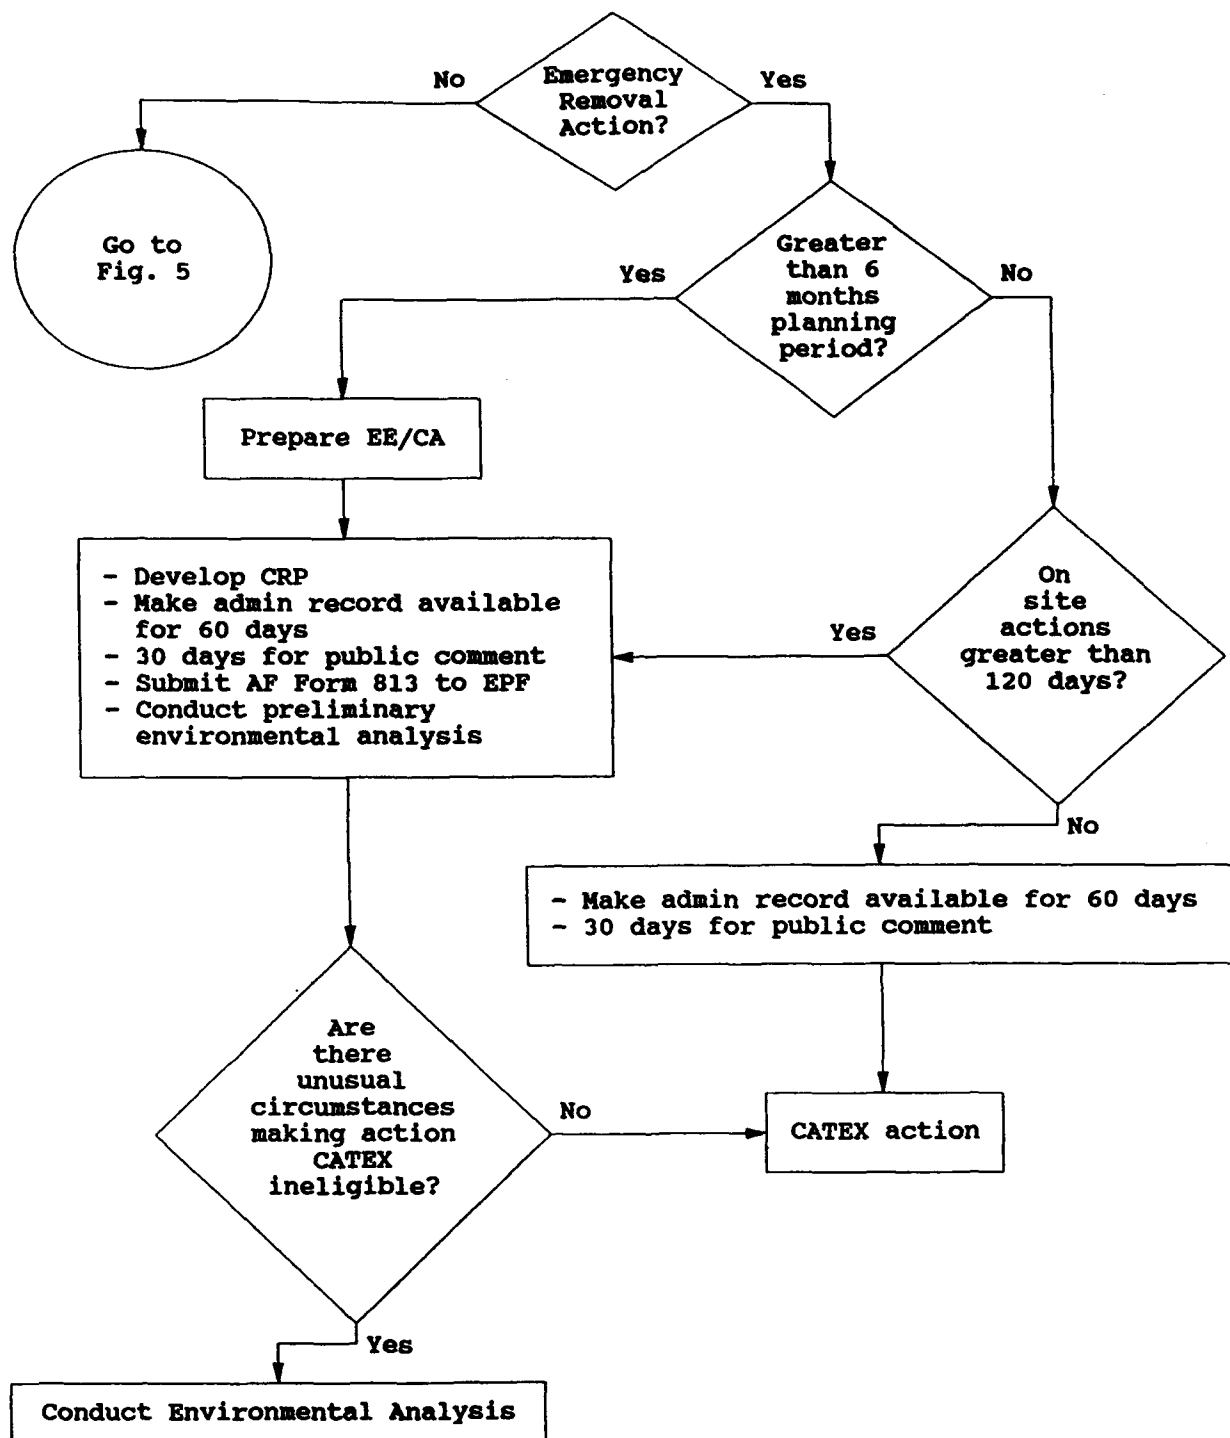 No
Emergency
Removal
Action?
Yes
Go to
Fig. 5
Yes
Greater
than 6
months
planning
period?
No
Prepare EE/CA
- Develop CRP
- Make admin record available
for 60 days
- 30 days for public comment
- Submit AF Form 813 to EPF
- Conduct preliminary
environmental analysis
Yes
On
site
actions
greater than
120 days?
No
- Make admin record available for 60 days
- 30 days for public comment
Are
there
unusual
circumstances
making action
CATEX
ineligible?
No
CATEX action
Yes
Conduct Environmental Analysis